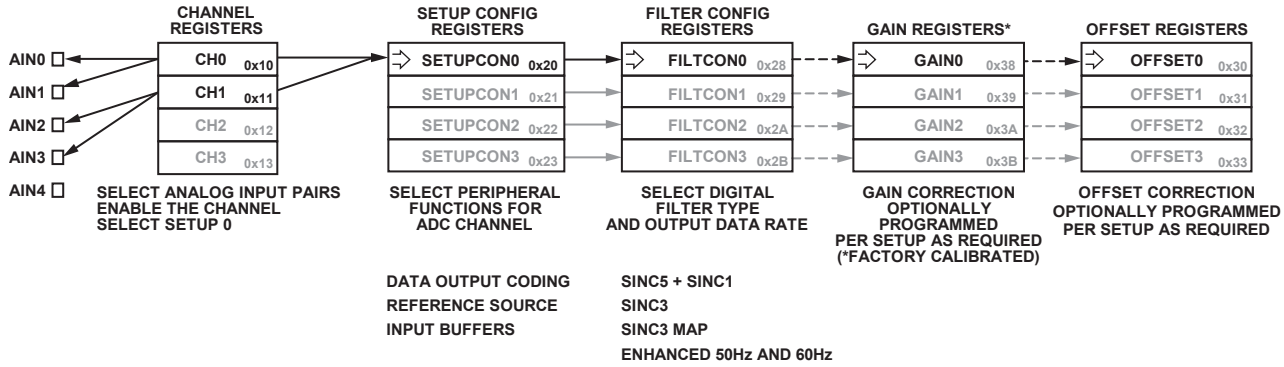 CHANNEL
REGISTERS
SETUP CONFIG
REGISTERS
FILTER CONFIG
REGISTERS
GAIN REGISTERS*
OFFSET REGISTERS
AIN0
AIN1
AIN2
AIN3
AIN4
CH0 0x10
CH1 0x11
CH2 0x12
CH3 0x13
SETUPCON0 0x20
SETUPCON1 0x21
SETUPCON2 0x22
SETUPCON3 0x23
FILTCON0 0x28
FILTCON1 0x29
FILTCON2 0x2A
FILTCON3 0x2B
GAIN0 0x38
GAIN1 0x39
GAIN2 0x3A
GAIN3 0x3B
OFFSET0 0x30
OFFSET1 0x31
OFFSET2 0x32
OFFSET3 0x33
SELECT ANALOG INPUT PAIRS
ENABLE THE CHANNEL
SELECT SETUP 0
SELECT PERIPHERAL
FUNCTIONS FOR
ADC CHANNEL
SELECT DIGITAL
FILTER TYPE
AND OUTPUT DATA RATE
GAIN CORRECTION
OPTIONALLY
PROGRAMMED
PER SETUP AS REQUIRED
(*FACTORY CALIBRATED)
OFFSET CORRECTION
OPTIONALLY PROGRAMMED
PER SETUP AS REQUIRED
DATA OUTPUT CODING
REFERENCE SOURCE
INPUT BUFFERS
SINC5 + SINC1
SINC3
SINC3 MAP
ENHANCED 50Hz AND 60Hz